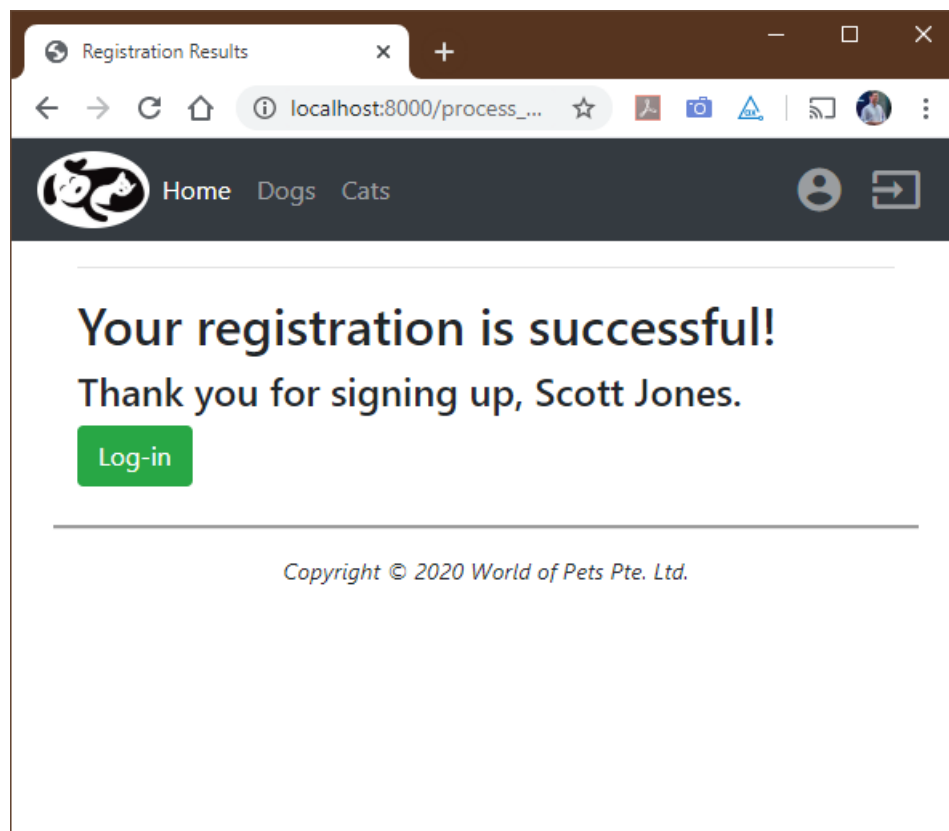 Registration Results
localhost:8000/process_...
Home Dogs Cats
Your registration is successful!
Thank you for signing up, Scott Jones.
Log-in
Copyright © 2020 World of Pets Pte. Ltd.